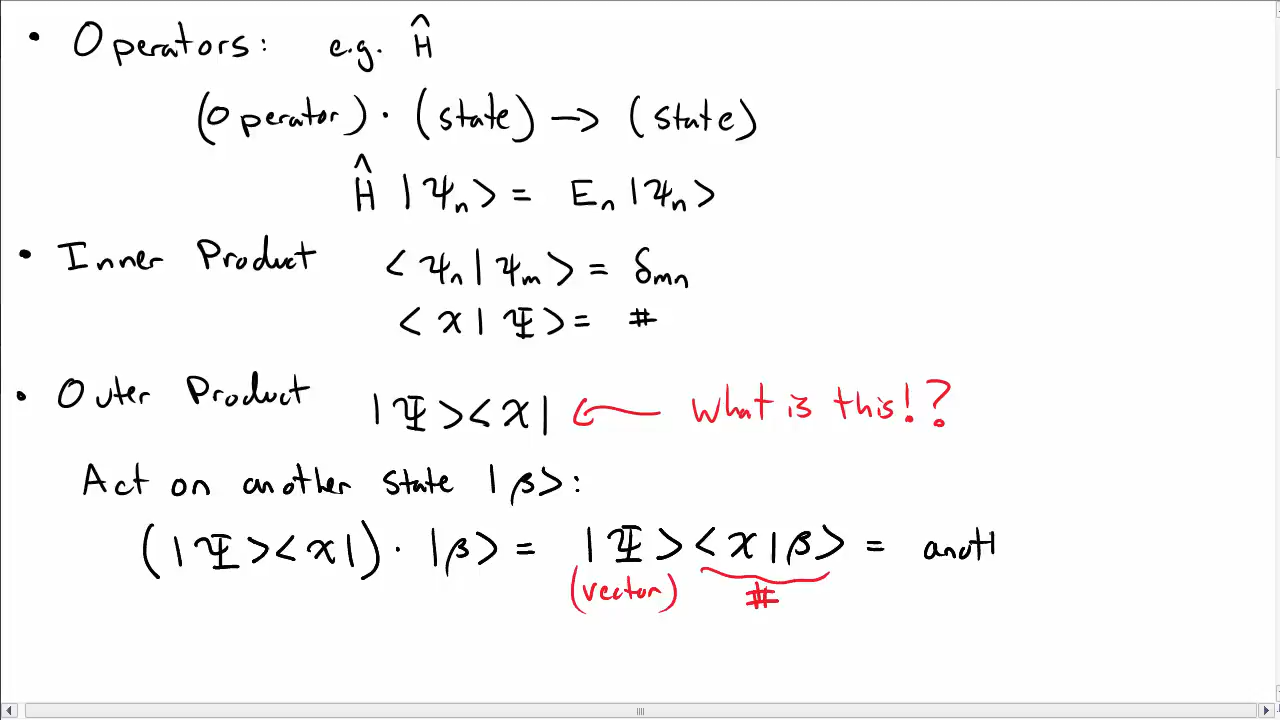 • Operators: e.g. Ĥ
(operator) · (state) → (state)
Ĥ |Ψₙ> = Eₙ |Ψₙ>
• Inner Product <Ψₙ|Ψₘ> = δₘₙ
<χ|Ψ> = #
• Outer Product |Ψ><χ| ← What is this!?
Act on another state |β>:
(|Ψ><χ|) · |β> = |Ψ><χ|β> = anoth
(vector) #